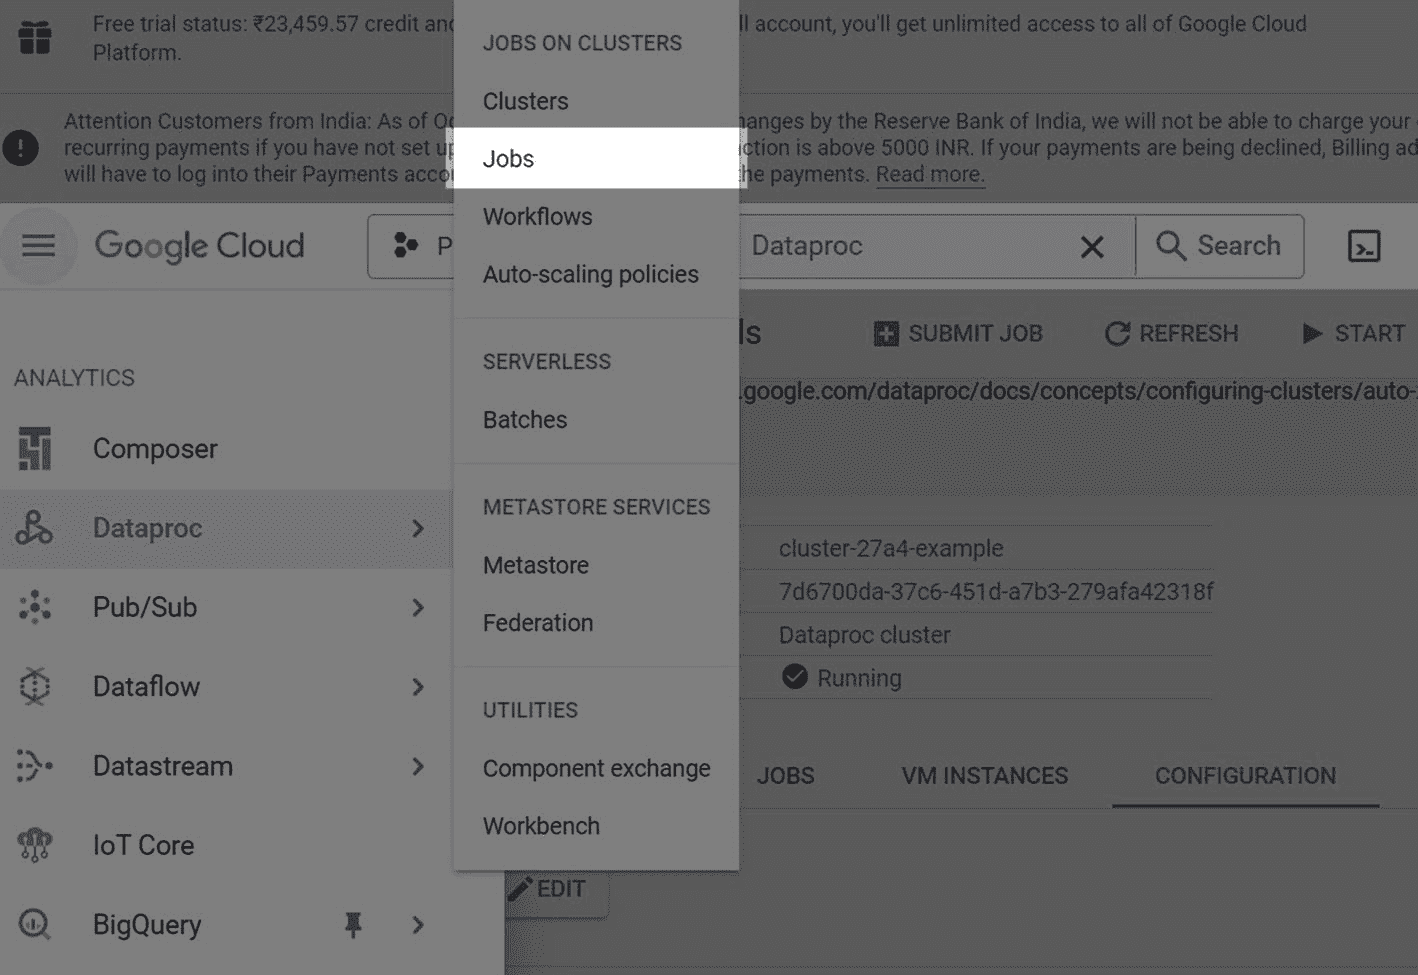 Free trial status: ₹23,459.57 credit and
ll account, you'll get unlimited access to all of Google Cloud
Platform.
Attention Customers from India: As of Oc
hanges by the Reserve Bank of India, we will not be able to charge your
recurring payments if you have not set up
ction is above 5000 INR. If your payments are being declined, Billing ad
will have to log into their Payments accou
he payments. Read more.
JOBS ON CLUSTERS
Clusters
Jobs
Workflows
Auto-scaling policies
SERVERLESS
Batches
METASTORE SERVICES
Metastore
Federation
UTILITIES
Component exchange
Workbench
Google Cloud
P
Dataproc
Search
ls
SUBMIT JOB
REFRESH
START
.google.com/dataproc/docs/concepts/configuring-clusters/auto-
ANALYTICS
Composer
Dataproc
Pub/Sub
Dataflow
Datastream
IoT Core
BigQuery
cluster-27a4-example
7d6700da-37c6-451d-a7b3-279afa42318f
Dataproc cluster
Running
JOBS
VM INSTANCES
CONFIGURATION
EDIT